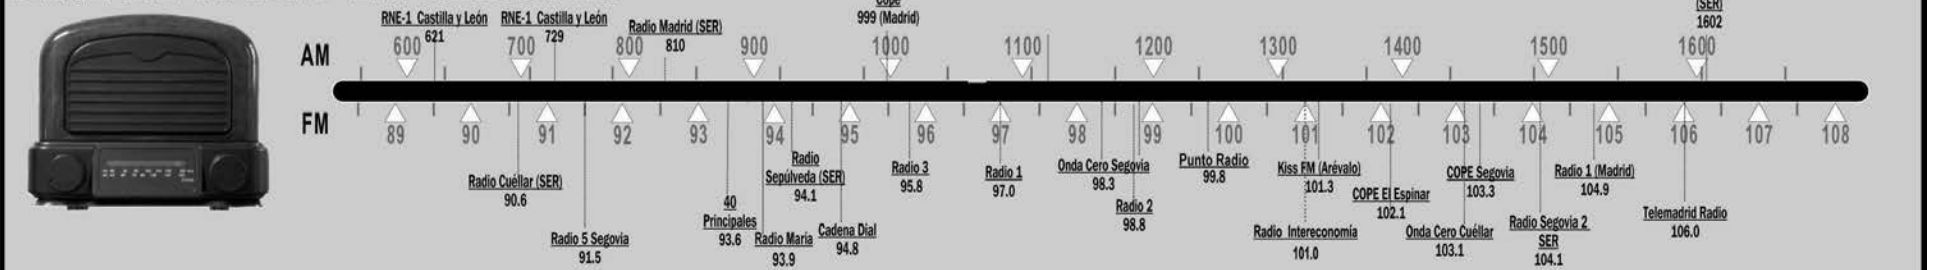 Cope
(SER)
RNE-1 Castilla y León
RNE-1 Castilla y León
Radio Madrid (SER)
999 (Madrid)
1602
621
729
810
AM
600
700
800
900
1000
1100
1200
1300
1400
1500
1600
FM
89
90
91
92
93
94
95
96
97
98
99
100
101
102
103
104
105
106
107
108
Radio Cuéllar (SER)
90.6
Radio 5 Segovia
91.5
40
Principales
93.6
Radio María
93.9
Radio
Sepúlveda (SER)
94.1
Cadena Dial
94.8
Radio 3
95.8
Radio 1
97.0
Onda Cero Segovia
98.3
Radio 2
98.8
Punto Radio
99.8
Radio Intereconomía
101.0
Kiss FM (Arévalo)
101.3
COPE El Espinar
102.1
Onda Cero Cuéllar
103.1
COPE Segovia
103.3
Radio Segovia 2
SER
104.1
Radio 1 (Madrid)
104.9
Telemadrid Radio
106.0